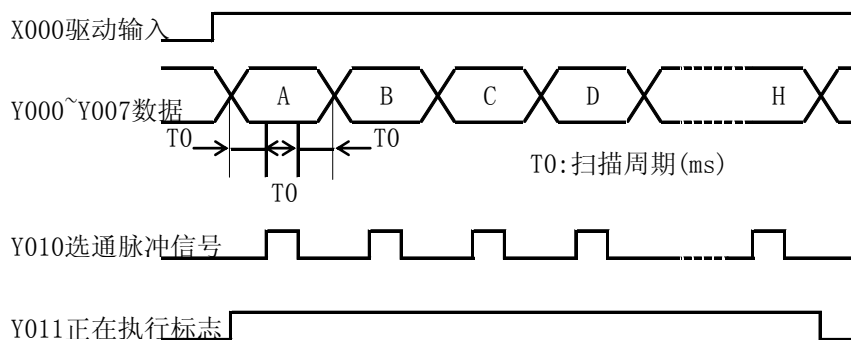 X000驱动输入
Y000~Y007数据
A B C D H
T0 T0
T0
T0:扫描周期(ms)
Y010选通脉冲信号
Y011正在执行标志